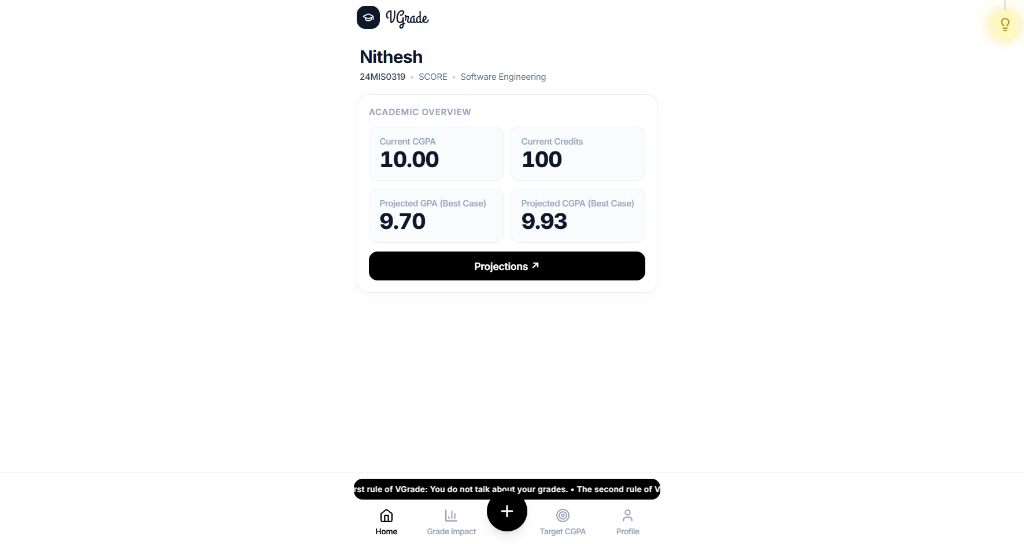 VGrade
Nithesh
24MIS0319 • SCORE • Software Engineering
ACADEMIC OVERVIEW
Current CGPA
10.00
Current Credits
100
Projected GPA (Best Case)
9.70
Projected CGPA (Best Case)
9.93
Projections ↗
rst rule of VGrade: You do not talk about your grades. • The second rule of V
Home
Grade Impact
+
Target CGPA
Profile